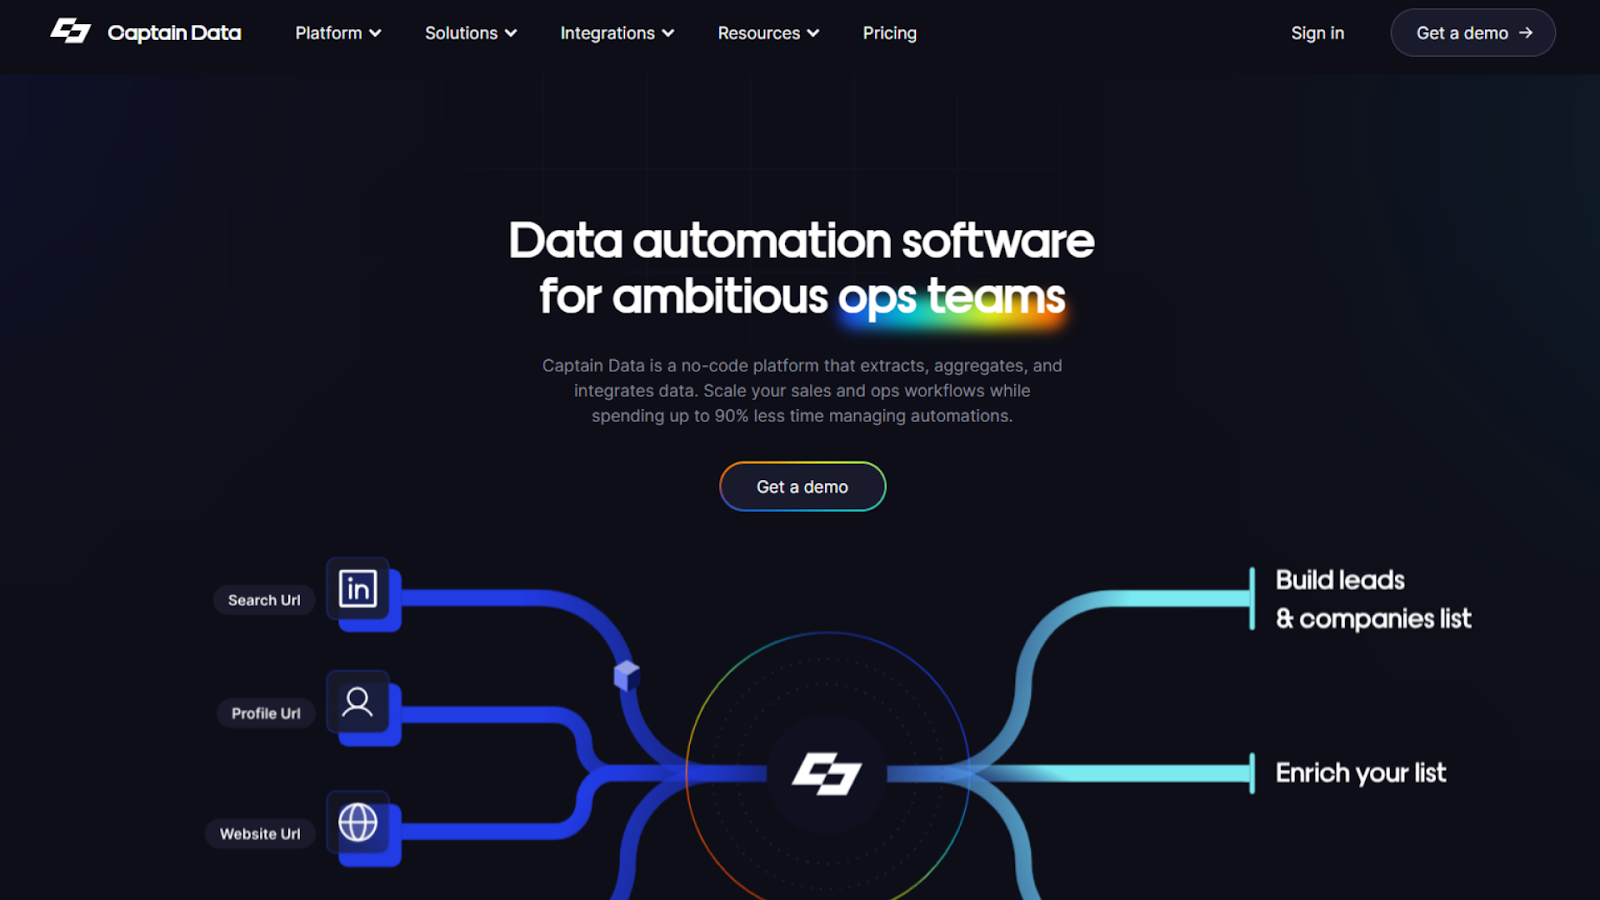 Captain Data
Platform
Solutions
Integrations
Resources
Pricing
Sign in
Get a demo →
Data automation software
for ambitious ops teams
Captain Data is a no-code platform that extracts, aggregates, and
integrates data. Scale your sales and ops workflows while
spending up to 90% less time managing automations.
Get a demo
Search Url
in
Profile Url
Website Url
Build leads
& companies list
Enrich your list